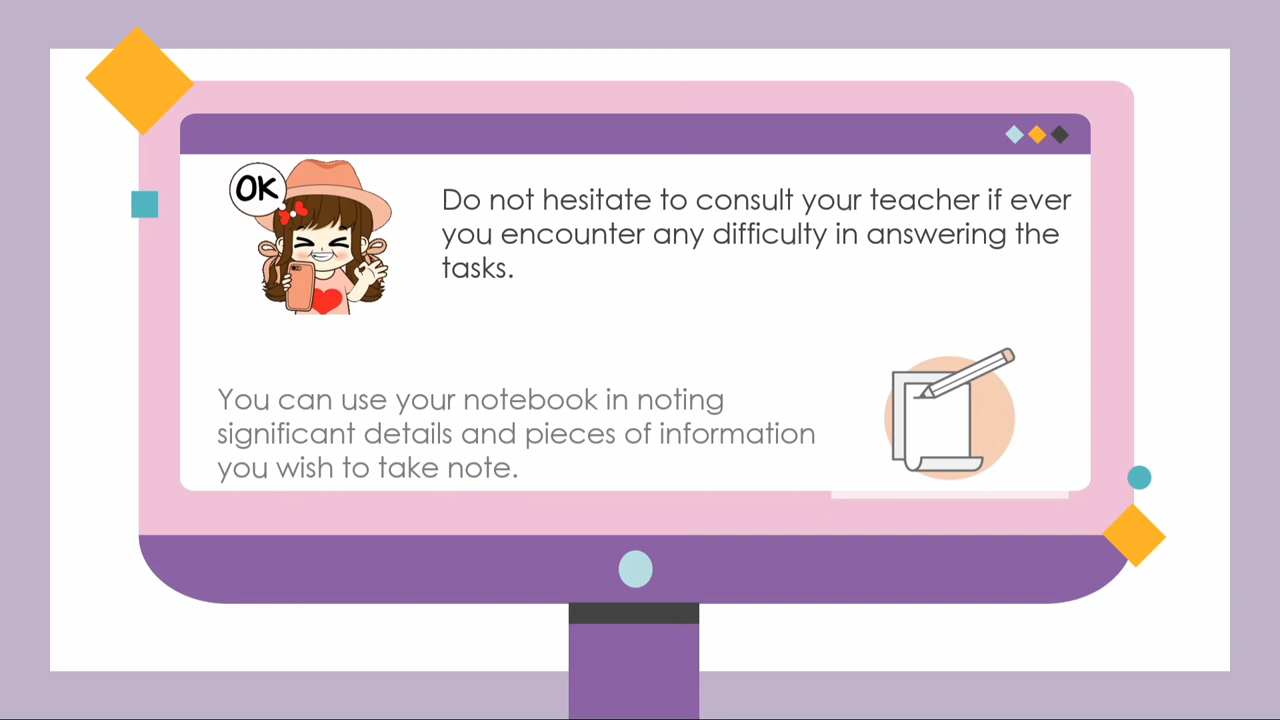 OK
Do not hesitate to consult your teacher if ever
you encounter any difficulty in answering the
tasks.
You can use your notebook in noting
significant details and pieces of information
you wish to take note.